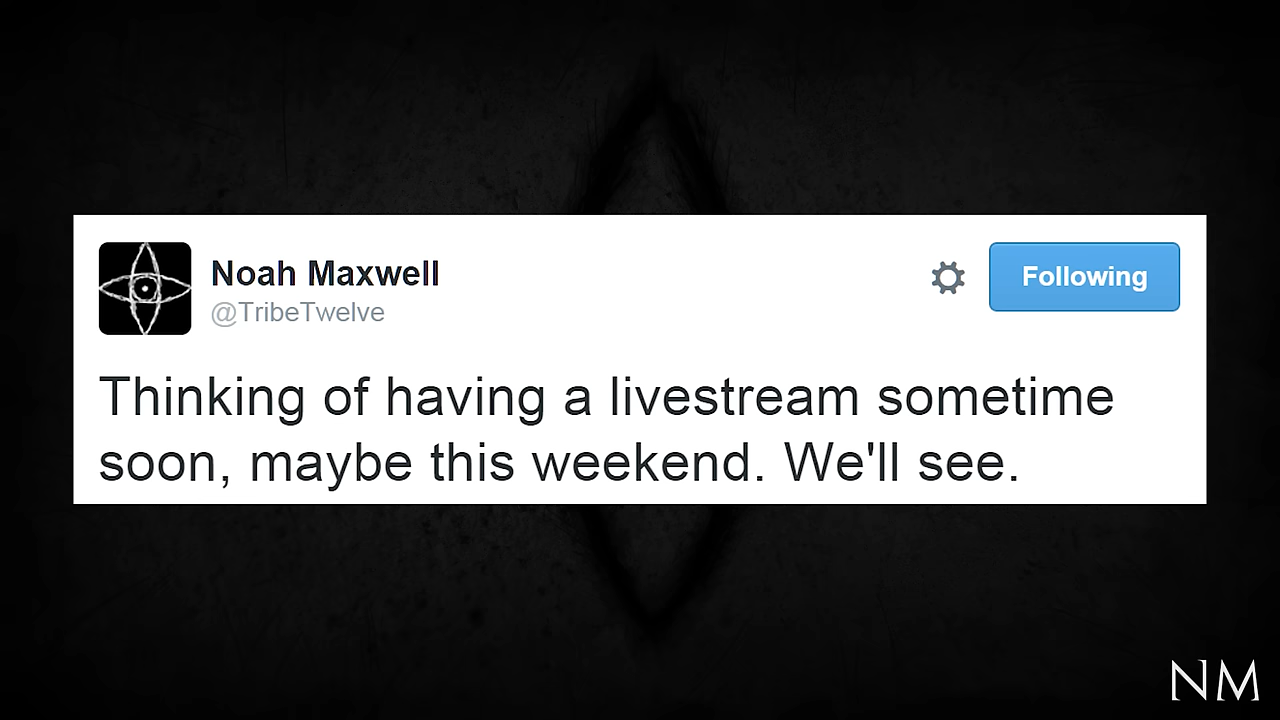 Noah Maxwell
@TribeTwelve
Following
Thinking of having a livestream sometime
soon, maybe this weekend. We'll see.
NM